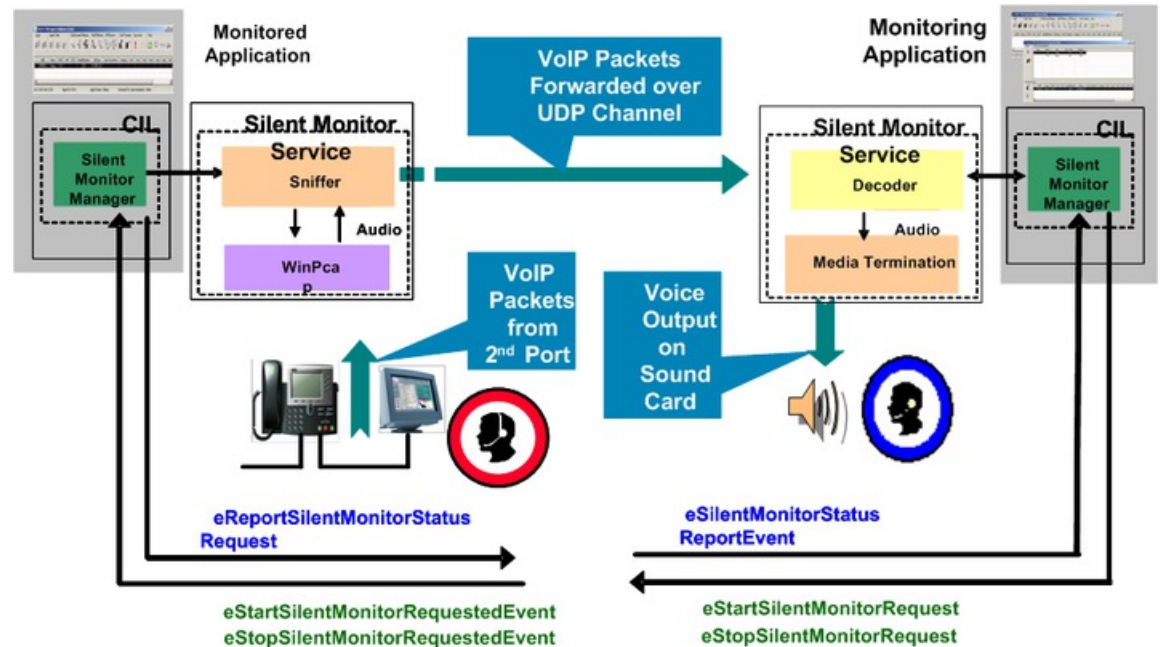 Monitored
Application
VoIP Packets
Forwarded over
UDP Channel
Monitoring
Application
CIL
Silent
Monitor
Manager
Silent Monitor
Service
Sniffer
Audio
WinPca
p
Silent Monitor
Service
Decoder
Audio
Media Termination
CIL
Silent
Monitor
Manager
VoIP
Packets
from
2nd Port
Voice
Output
on
Sound
Card
eReportSilentMonitorStatus
Request
eSilentMonitorStatus
ReportEvent
eStartSilentMonitorRequestedEvent
eStopSilentMonitorRequestedEvent
eStartSilentMonitorRequest
eStopSilentMonitorRequest